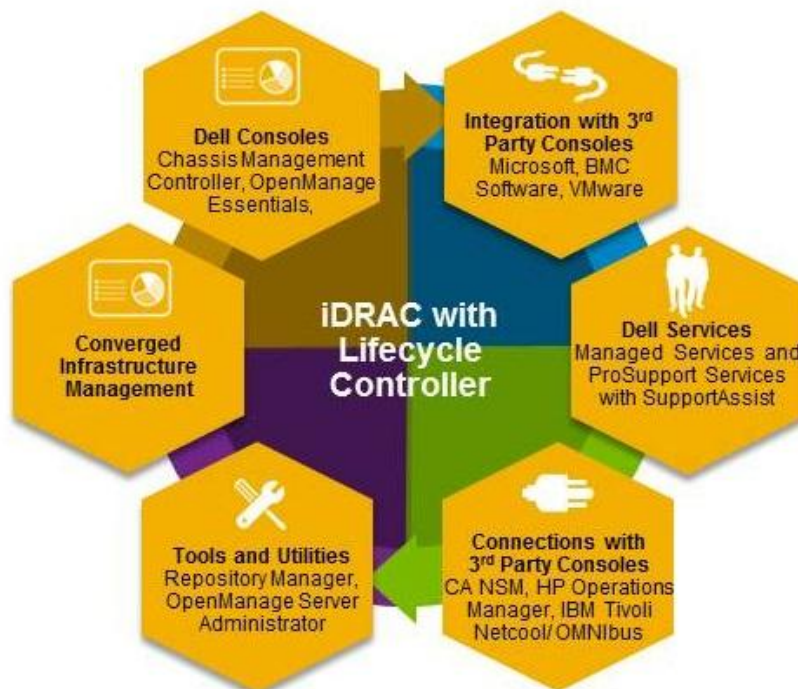 Dell Consoles
Chassis Management
Controller, OpenManage
Essentials,
Integration with 3rd
Party Consoles
Microsoft, BMC
Software, VMware
Converged
Infrastructure
Management
iDRAC with
Lifecycle
Controller
Dell Services
Managed Services and
ProSupport Services
with SupportAssist
Tools and Utilities
Repository Manager,
OpenManage Server
Administrator
Connections with
3rd Party Consoles
CA NSM, HP Operations
Manager, IBM Tivoli
Netcool/ OMNIbus